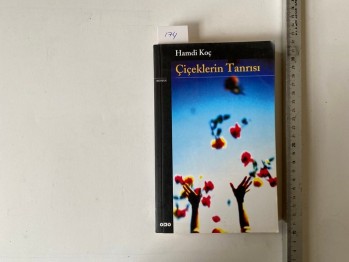 174
Hamdi Koç
Çiçeklerin Tanrısı